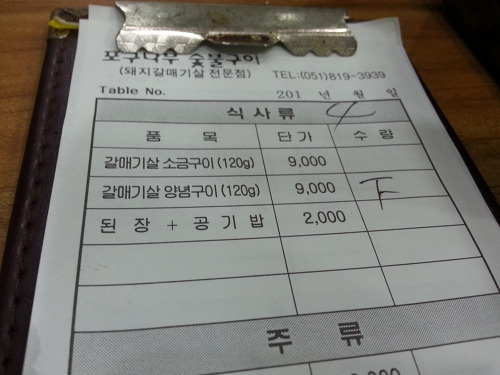 포구나무 숯불구이
(돼지갈매기살 전문점) TEL:(051)819-3939
Table No. 201 년 월 일
식사류 4
품목 단가 수량
갈매기살 소금구이 (120g) 9,000
갈매기살 양념구이 (120g) 9,000
된장 + 공기밥 2,000
주류